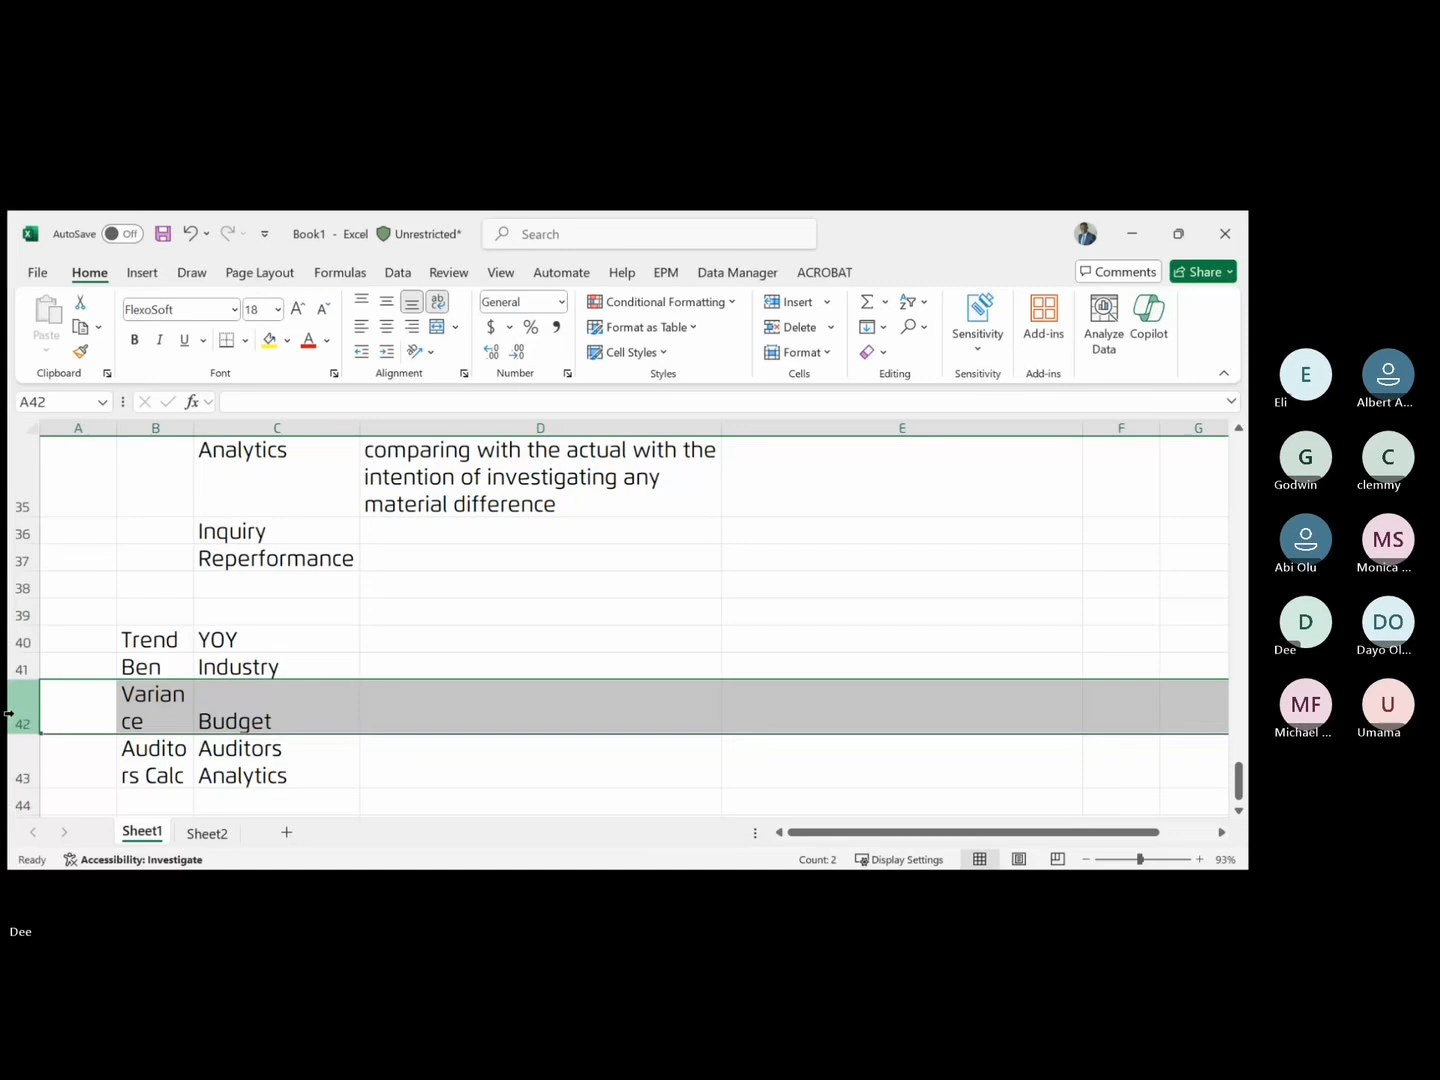 AutoSave Off Book1 - Excel Unrestricted* Search
File Home Insert Draw Page Layout Formulas Data Review View Automate Help EPM Data Manager ACROBAT Comments Share
Paste
Clipboard
FlexoSoft 18 A^ A˅
B I U A
Font
ab
Alignment
General
$ % 9
Number
Conditional Formatting
Format as Table
Cell Styles
Styles
Insert
Delete
Format
Cells
Editing
Sensitivity
Sensitivity
Add-ins
Add-ins
Analyze Data
Copilot
A42 fx
A B C D E F G
35 Analytics comparing with the actual with the
intention of investigating any
material difference
36 Inquiry
37 Reperformance
38
39
40 Trend YOY
41 Ben Industry
42 Varian
ce Budget
43 Audito Auditors
rs Calc Analytics
44
Sheet1 Sheet2 +
Ready Accessibility: Investigate Count: 2 Display Settings − + 93%
E Eli
Albert A...
G Godwin
C clemmy
Abi Olu
MS Monica ...
D Dee
DO Dayo Ol...
MF Michael ...
U Umama
Dee